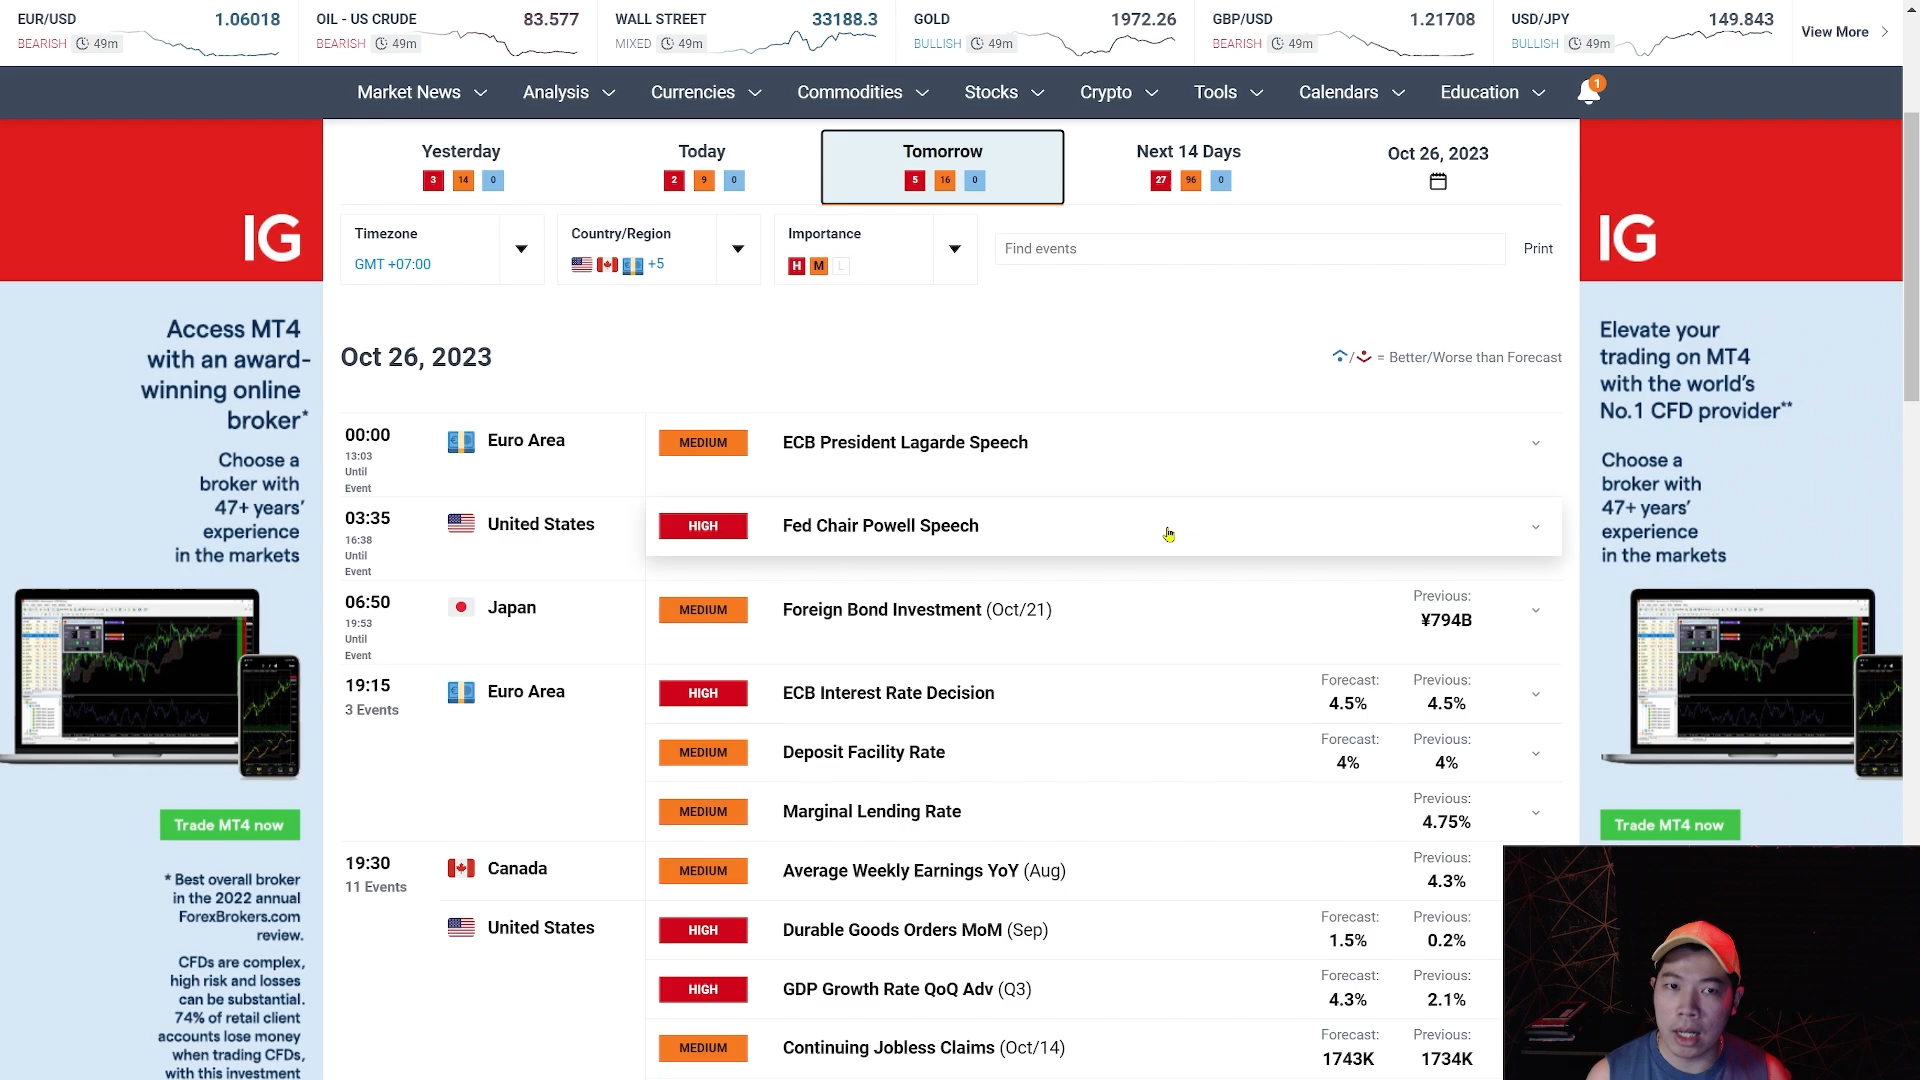 EUR/USD 1.06018
BEARISH 49m
OIL - US CRUDE 83.577
BEARISH 49m
WALL STREET 33188.3
MIXED 49m
GOLD 1972.26
BULLISH 49m
GBP/USD 1.21708
BEARISH 49m
USD/JPY 149.843
BULLISH 49m
View More
Market News Analysis Currencies Commodities Stocks Crypto Tools Calendars Education 1
Yesterday
3 14 0
Today
2 9 0
Tomorrow
5 16 0
Next 14 Days
27 96 0
Oct 26, 2023
Timezone
GMT +07:00
Country/Region
+5
Importance
H M L
Find events
Print
Oct 26, 2023
/ = Better/Worse than Forecast
00:00
13:03
Until
Event
Euro Area
MEDIUM
ECB President Lagarde Speech
03:35
16:38
Until
Event
United States
HIGH
Fed Chair Powell Speech
06:50
19:53
Until
Event
Japan
MEDIUM
Foreign Bond Investment (Oct/21)
Previous:
¥794B
19:15
3 Events
Euro Area
HIGH
ECB Interest Rate Decision
Forecast: Previous:
4.5% 4.5%
MEDIUM
Deposit Facility Rate
Forecast: Previous:
4% 4%
MEDIUM
Marginal Lending Rate
Previous:
4.75%
19:30
11 Events
Canada
MEDIUM
Average Weekly Earnings YoY (Aug)
Previous:
4.3%
United States
HIGH
Durable Goods Orders MoM (Sep)
Forecast: Previous:
1.5% 0.2%
HIGH
GDP Growth Rate QoQ Adv (Q3)
Forecast: Previous:
4.3% 2.1%
MEDIUM
Continuing Jobless Claims (Oct/14)
Forecast: Previous:
1743K 1734K
IG
Access MT4
with an award-
winning online
broker*
Choose a
broker with
47+ years'
experience
in the markets
Trade MT4 now
* Best overall broker
in the 2022 annual
ForexBrokers.com
review.
CFDs are complex,
high risk and losses
can be substantial.
74% of retail client
accounts lose money
when trading CFDs,
with this investment
IG
Elevate your
trading on MT4
with the world's
No.1 CFD provider**
Choose a
broker with
47+ years'
experience
in the markets
Trade MT4 now